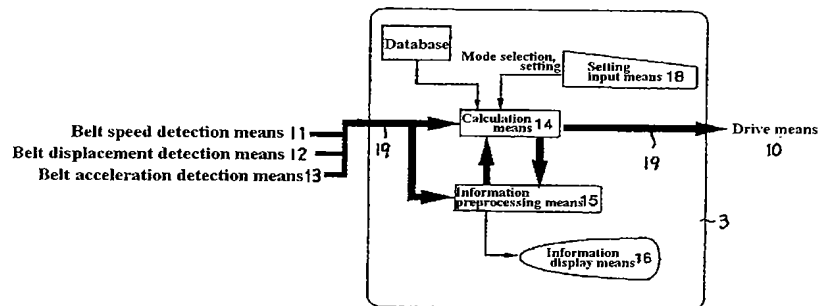 Database
Mode selection,
setting
Setting
input means 18
Belt speed detection means 11
Belt displacement detection means 12
Belt acceleration detection means 13
19
Calculation
means 14
19
Drive means
10
Information
preprocessing means 15
3
Information
display means 16